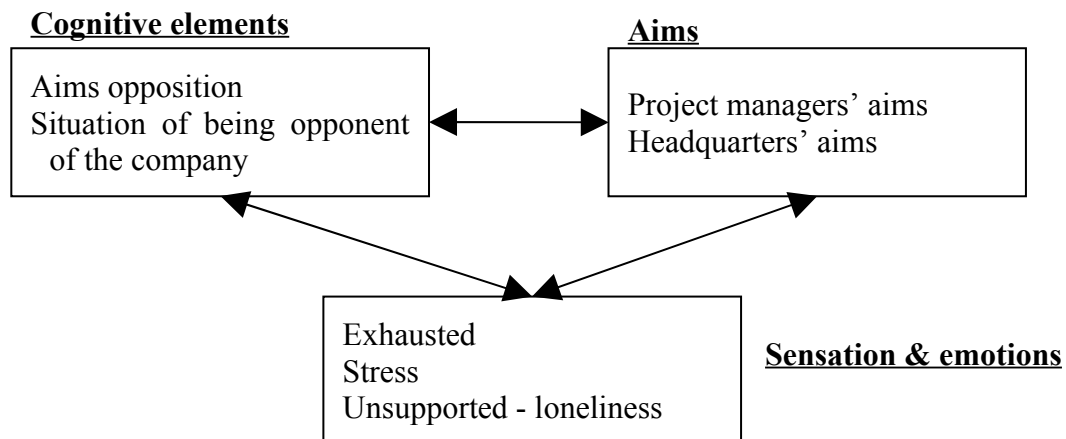 Cognitive elements
Aims opposition
Situation of being opponent
of the company
Aims
Project managers’ aims
Headquarters’ aims
Exhausted
Stress
Unsupported - loneliness
Sensation & emotions